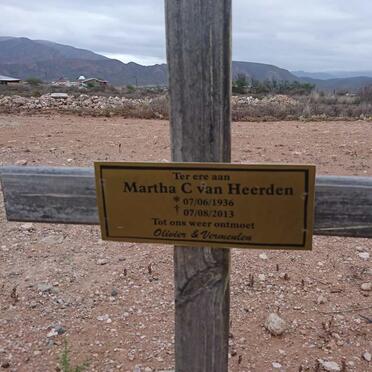 Ter ere aan
Martha C van Heerden
* 07/06/1936
† 07/08/2013
Tot ons weer ontmoet
Olivier & Vermeulen